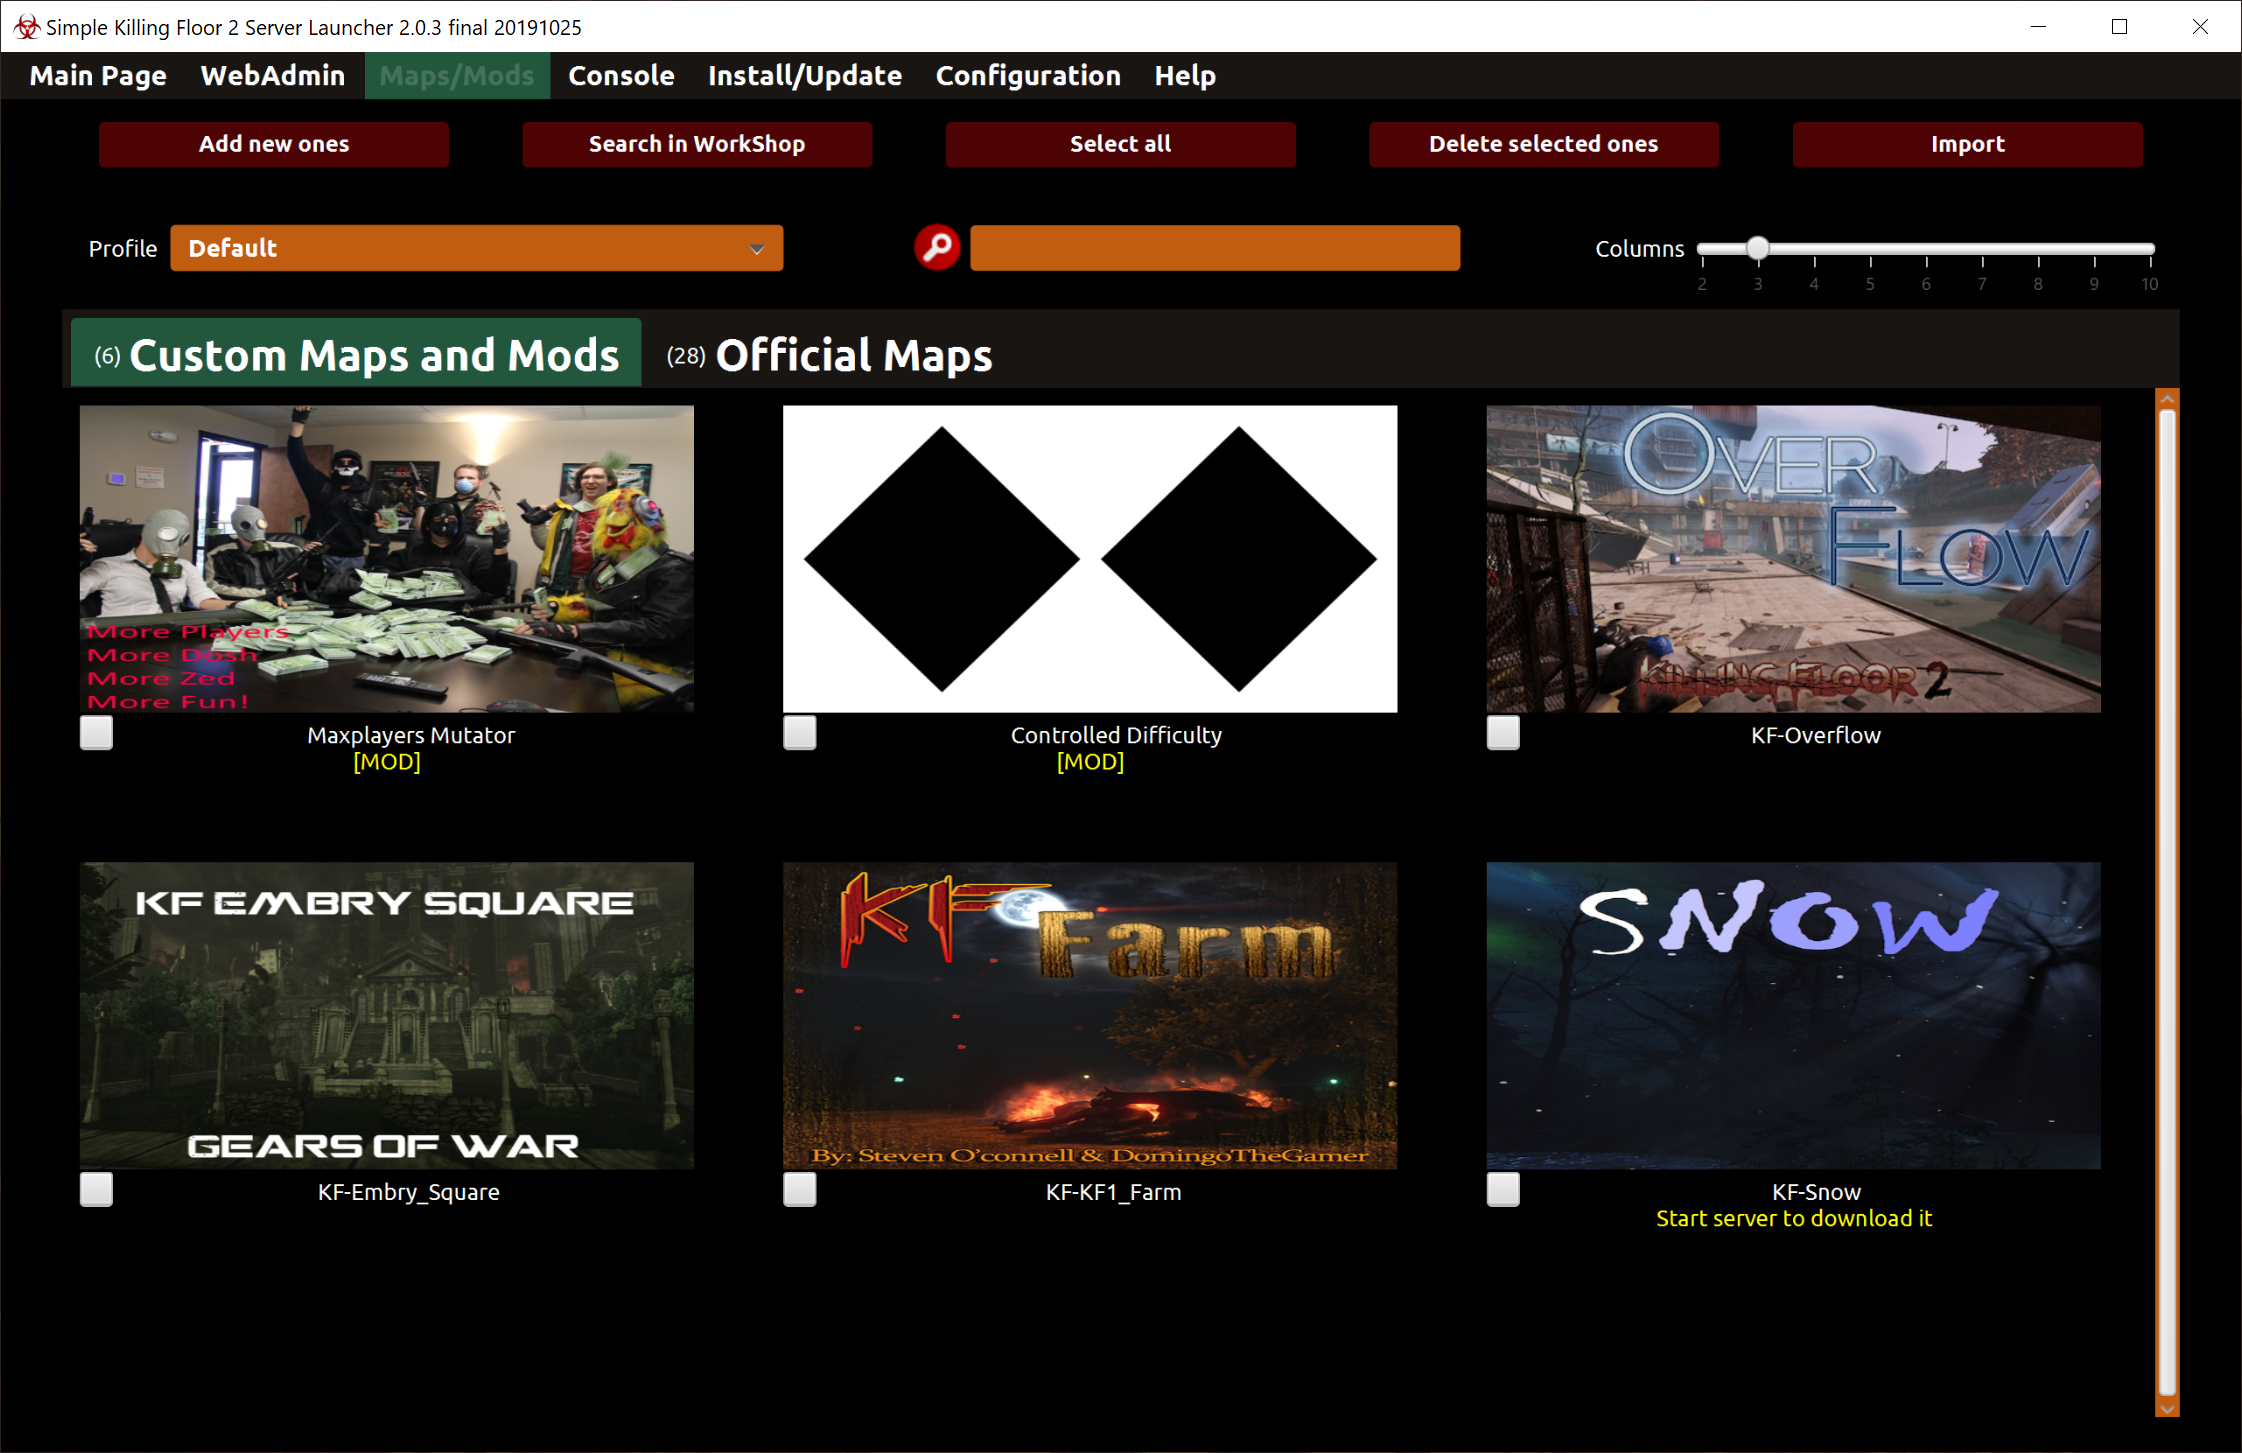 Simple Killing Floor 2 Server Launcher 2.0.3 final 20191025
Main Page WebAdmin Maps/Mods Console Install/Update Configuration Help
Add new ones Search in WorkShop Select all Delete selected ones Import
Profile Default Columns
2 3 4 5 6 7 8 9 10
(6) Custom Maps and Mods (28) Official Maps
More Players
More Dosh
More Zed
More Fun!
OVER
FLOW
KILLING FLOOR 2
Maxplayers Mutator Controlled Difficulty KF-Overflow
[MOD] [MOD]
KF EMBRY SQUARE
GEARS OF WAR
KF
Farm
By: Steven O'connell & DomingoTheGamer
SNOW
KF-Embry_Square KF-KF1_Farm KF-Snow
Start server to download it